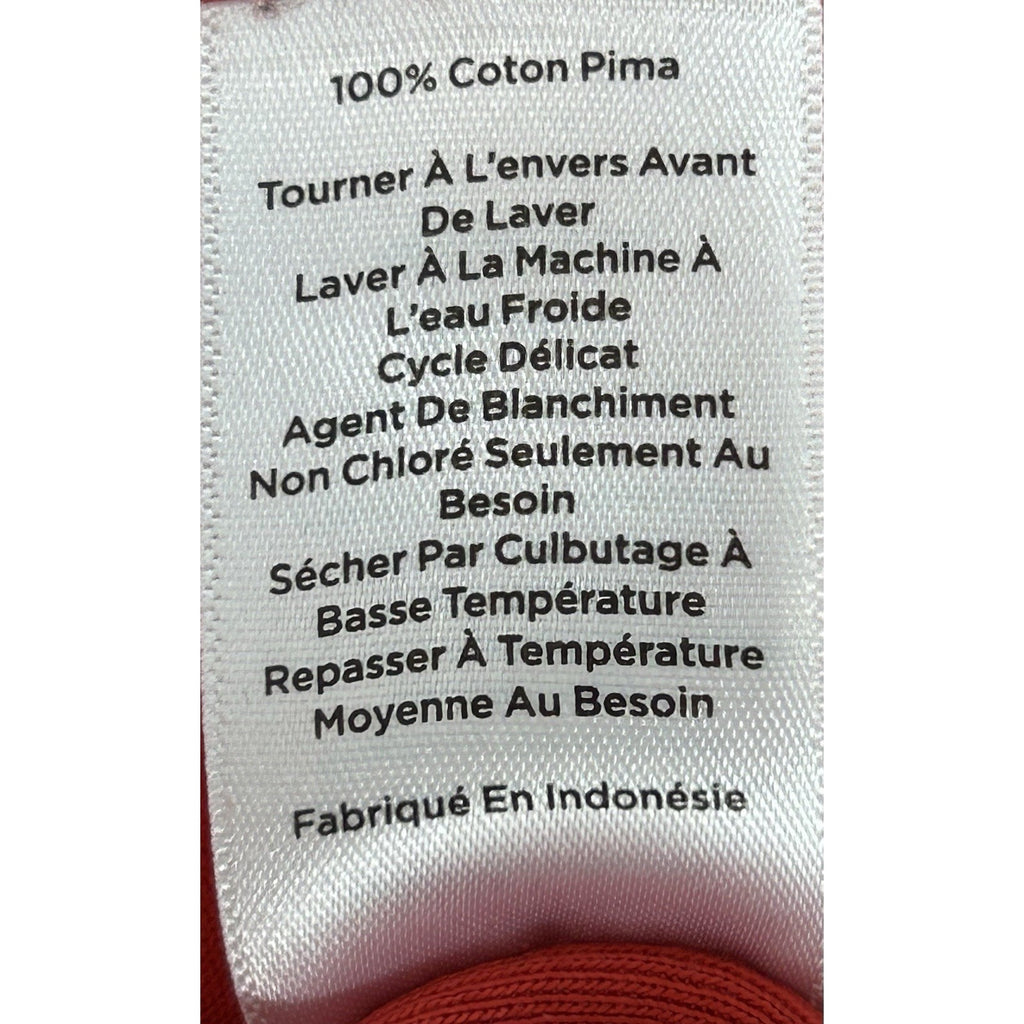 100% Coton Pima
Tourner À L'envers Avant
De Laver
Laver À La Machine À
L'eau Froide
Cycle Délicat
Agent De Blanchiment
Non Chloré Seulement Au
Besoin
Sécher Par Culbutage À
Basse Température
Repasser À Température
Moyenne Au Besoin
Fabriqué En Indonésie